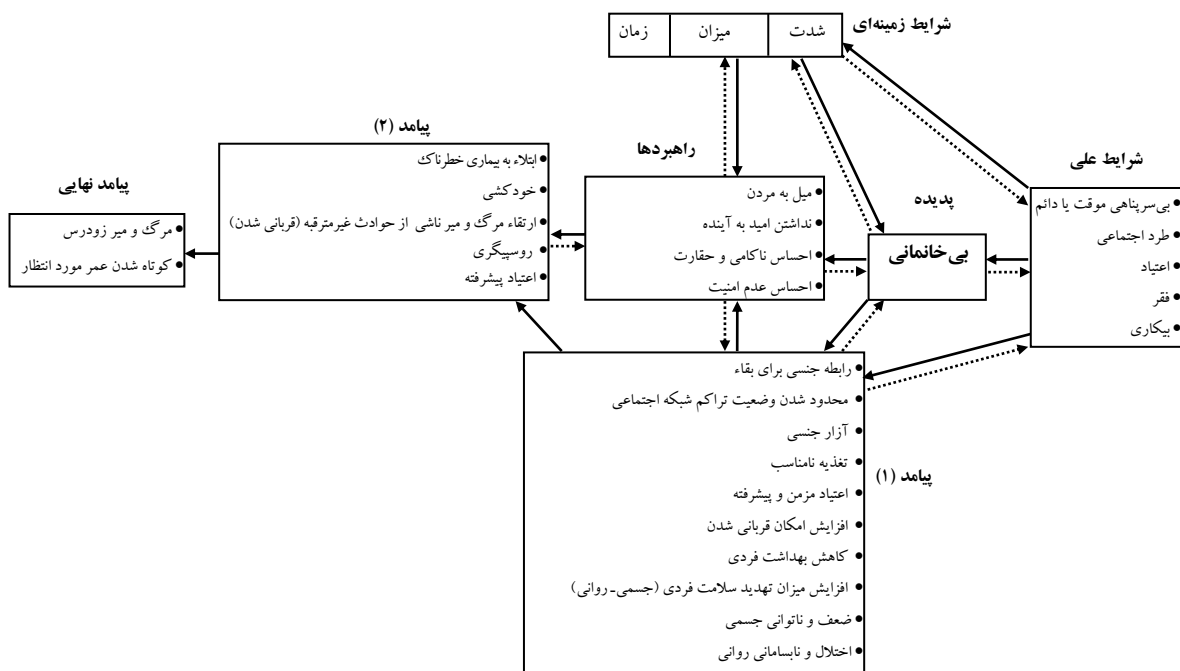 شرایط زمینه‌ای
شدت
میزان
زمان
شرایط علی
• بی‌سرپناهی موقت یا دائم
• طرد اجتماعی
• اعتیاد
• فقر
• بیکاری
پدیده
بی‌خانمانی
راهبردها
• میل به مردن
• نداشتن امید به آینده
• احساس ناکامی و حقارت
• احساس عدم امنیت
پیامد (۲)
• ابتلاء به بیماری خطرناک
• خودکشی
• ارتقاء مرگ و میر ناشی از حوادث غیرمترقبه (قربانی شدن)
• روسپیگری
• اعتیاد پیشرفته
پیامد نهایی
• مرگ و میر زودرس
• کوتاه شدن عمر مورد انتظار
پیامد (۱)
• رابطه جنسی برای بقاء
• محدود شدن وضعیت تراکم شبکه اجتماعی
• آزار جنسی
• تغذیه نامناسب
• اعتیاد مزمن و پیشرفته
• افزایش امکان قربانی شدن
• کاهش بهداشت فردی
• افزایش میزان تهدید سلامت فردی (جسمی‌ـ روانی)
• ضعف و ناتوانی جسمی
• اختلال و نابسامانی روانی